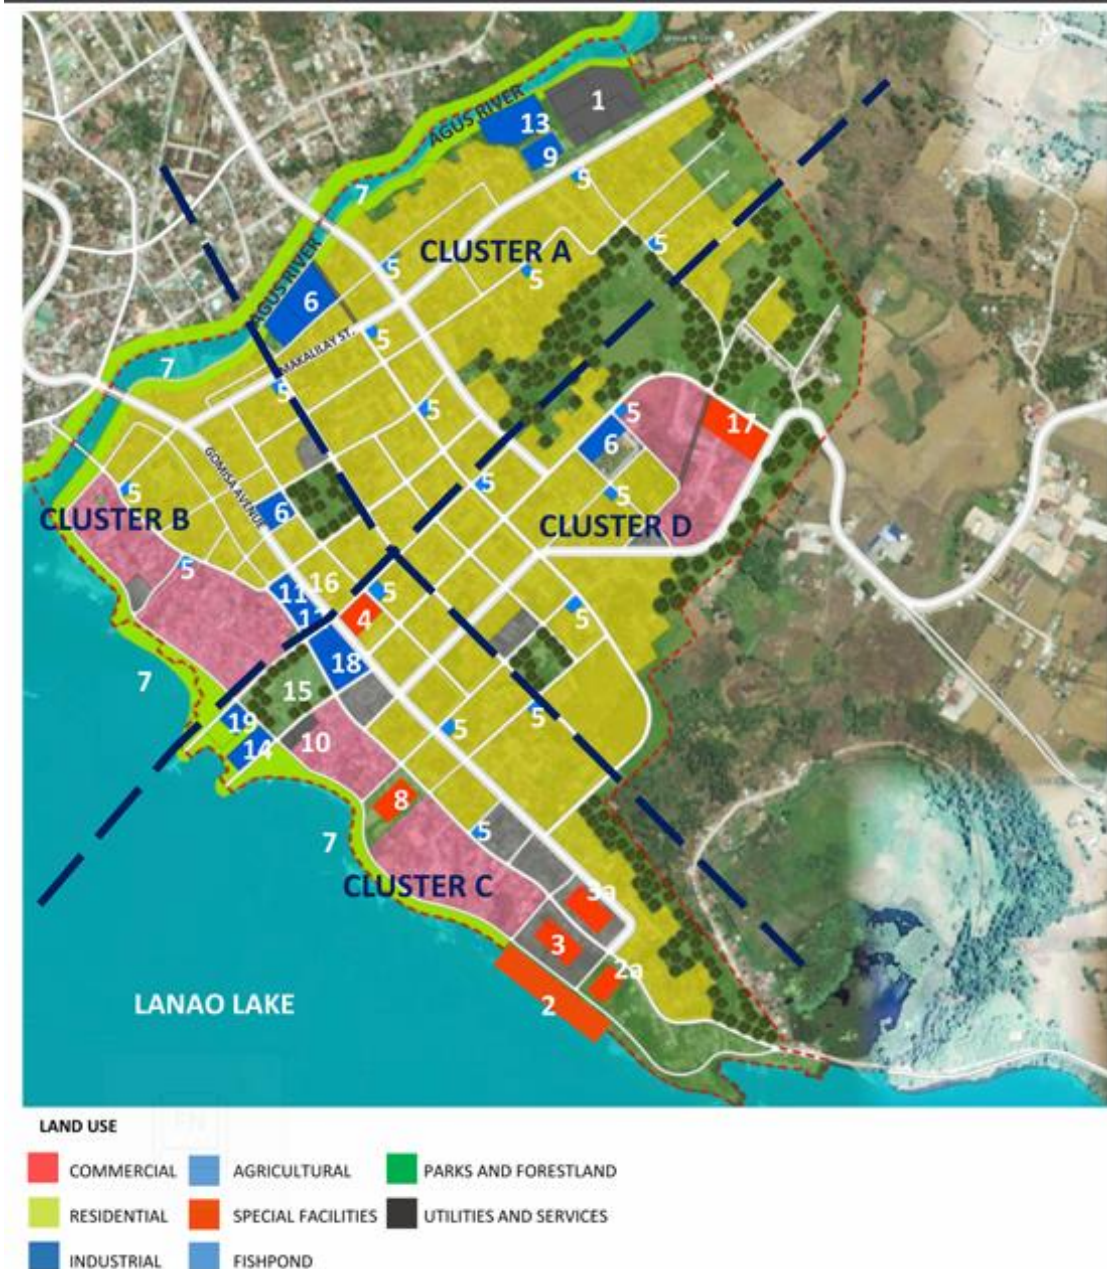 1
AGUS RIVER
13
9
5
7
CLUSTER A
5
5
5
AGUS RIVER
6
MAKALILAY ST.
5
7
5
5
5
17
6
GOMISA AVENUE
5
5
5
6
CLUSTER B
CLUSTER D
5
11
16
5
4
5
18
7
15
19
5
5
10
14
8
7
5
CLUSTER C
3a
3
2a
2
LANAO LAKE
LAND USE
COMMERCIAL
AGRICULTURAL
PARKS AND FORESTLAND
RESIDENTIAL
SPECIAL FACILITIES
UTILITIES AND SERVICES
INDUSTRIAL
FISHPOND